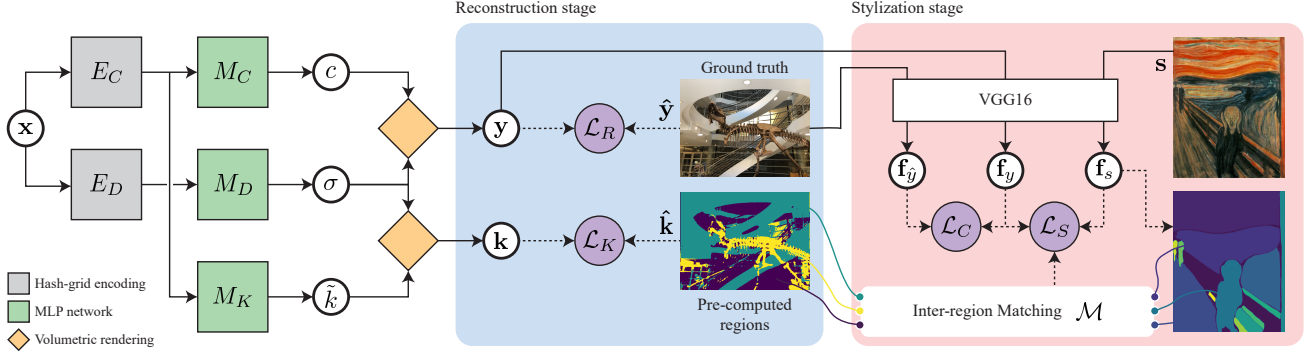 Reconstruction stage
Stylization stage
x
E_C
M_C
c
E_D
M_D
σ
M_K
k̃
y
k
ℒ_R
ŷ
ℒ_K
k̂
Ground truth
Pre-computed
regions
VGG16
s
f_ŷ
f_y
f_s
ℒ_C
ℒ_S
Inter-region Matching ℳ
Hash-grid encoding
MLP network
Volumetric rendering